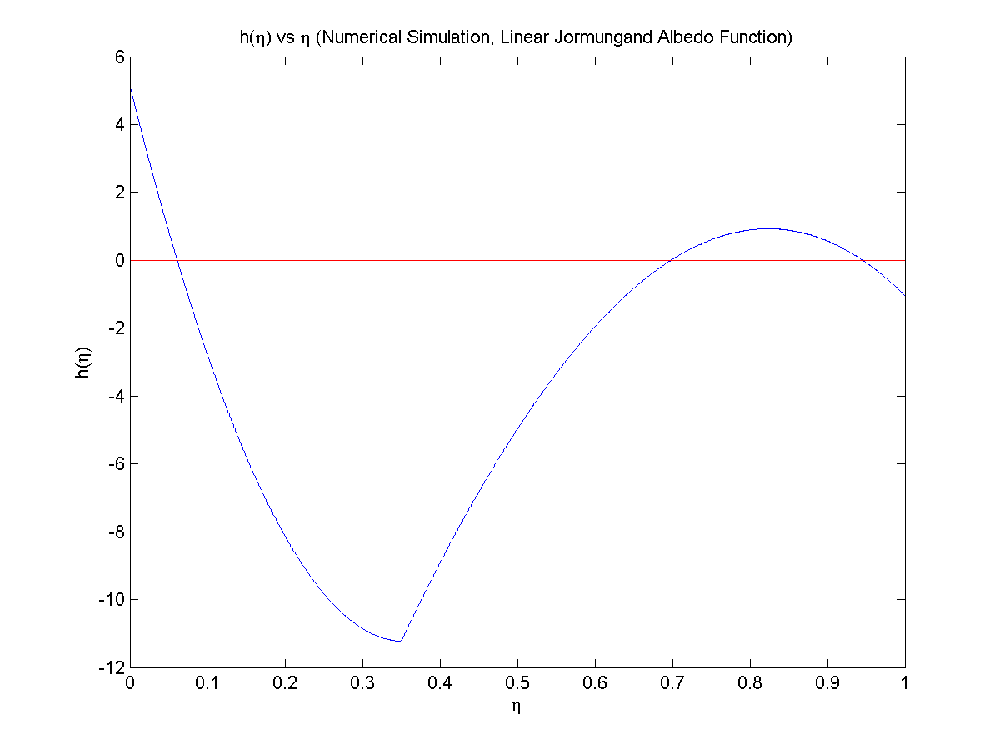 h(η) vs η (Numerical Simulation, Linear Jormungand Albedo Function)
6
4
2
0
-2
-4
-6
-8
-10
-12
h(η)
0 0.1 0.2 0.3 0.4 0.5 0.6 0.7 0.8 0.9 1
η